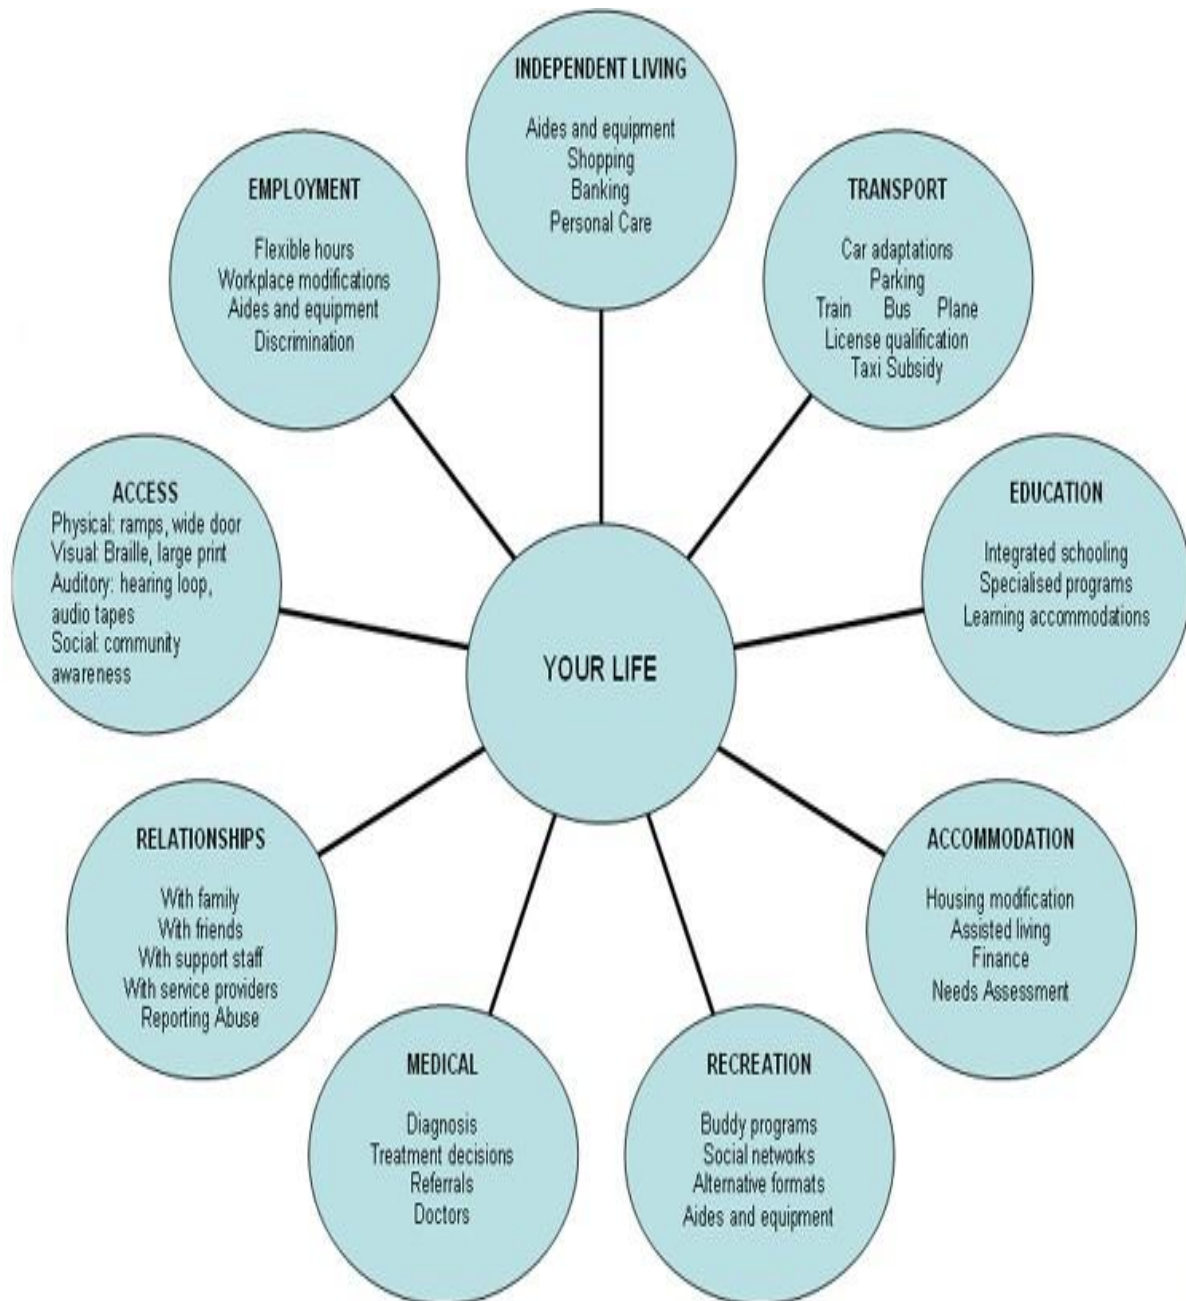 INDEPENDENT LIVING
Aides and equipment
Shopping
Banking
Personal Care
TRANSPORT
Car adaptations
Parking
Train Bus Plane
License qualification
Taxi Subsidy
EDUCATION
Integrated schooling
Specialised programs
Learning accommodations
ACCOMMODATION
Housing modification
Assisted living
Finance
Needs Assessment
RECREATION
Buddy programs
Social networks
Alternative formats
Aides and equipment
MEDICAL
Diagnosis
Treatment decisions
Referrals
Doctors
RELATIONSHIPS
With family
With friends
With support staff
With service providers
Reporting Abuse
ACCESS
Physical: ramps, wide door
Visual: Braille, large print
Auditory: hearing loop,
audio tapes
Social: community
awareness
EMPLOYMENT
Flexible hours
Workplace modifications
Aides and equipment
Discrimination
YOUR LIFE